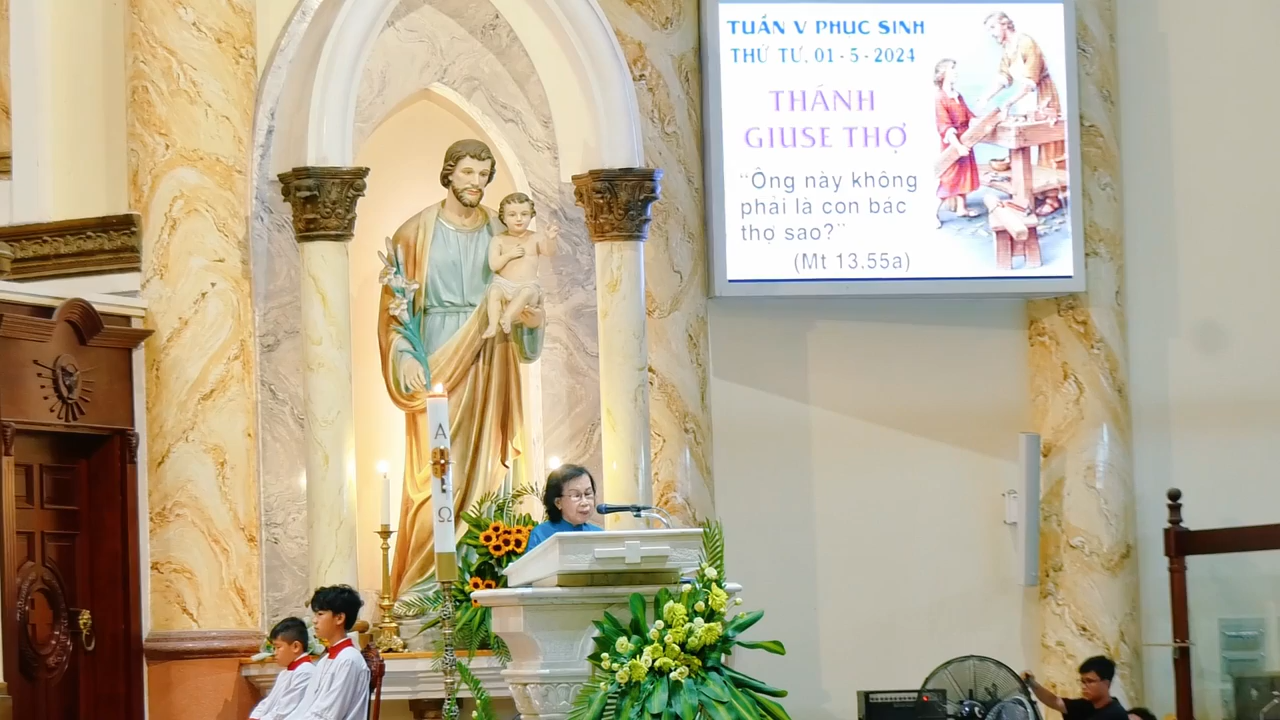 TUẦN V PHUC SINH
THỨ TƯ, 01 - 5 - 2024
THÁNH
GIUSE THỢ
“Ông này không
phải là con bác
thợ sao?”
(Mt 13.55a)
A
Ω